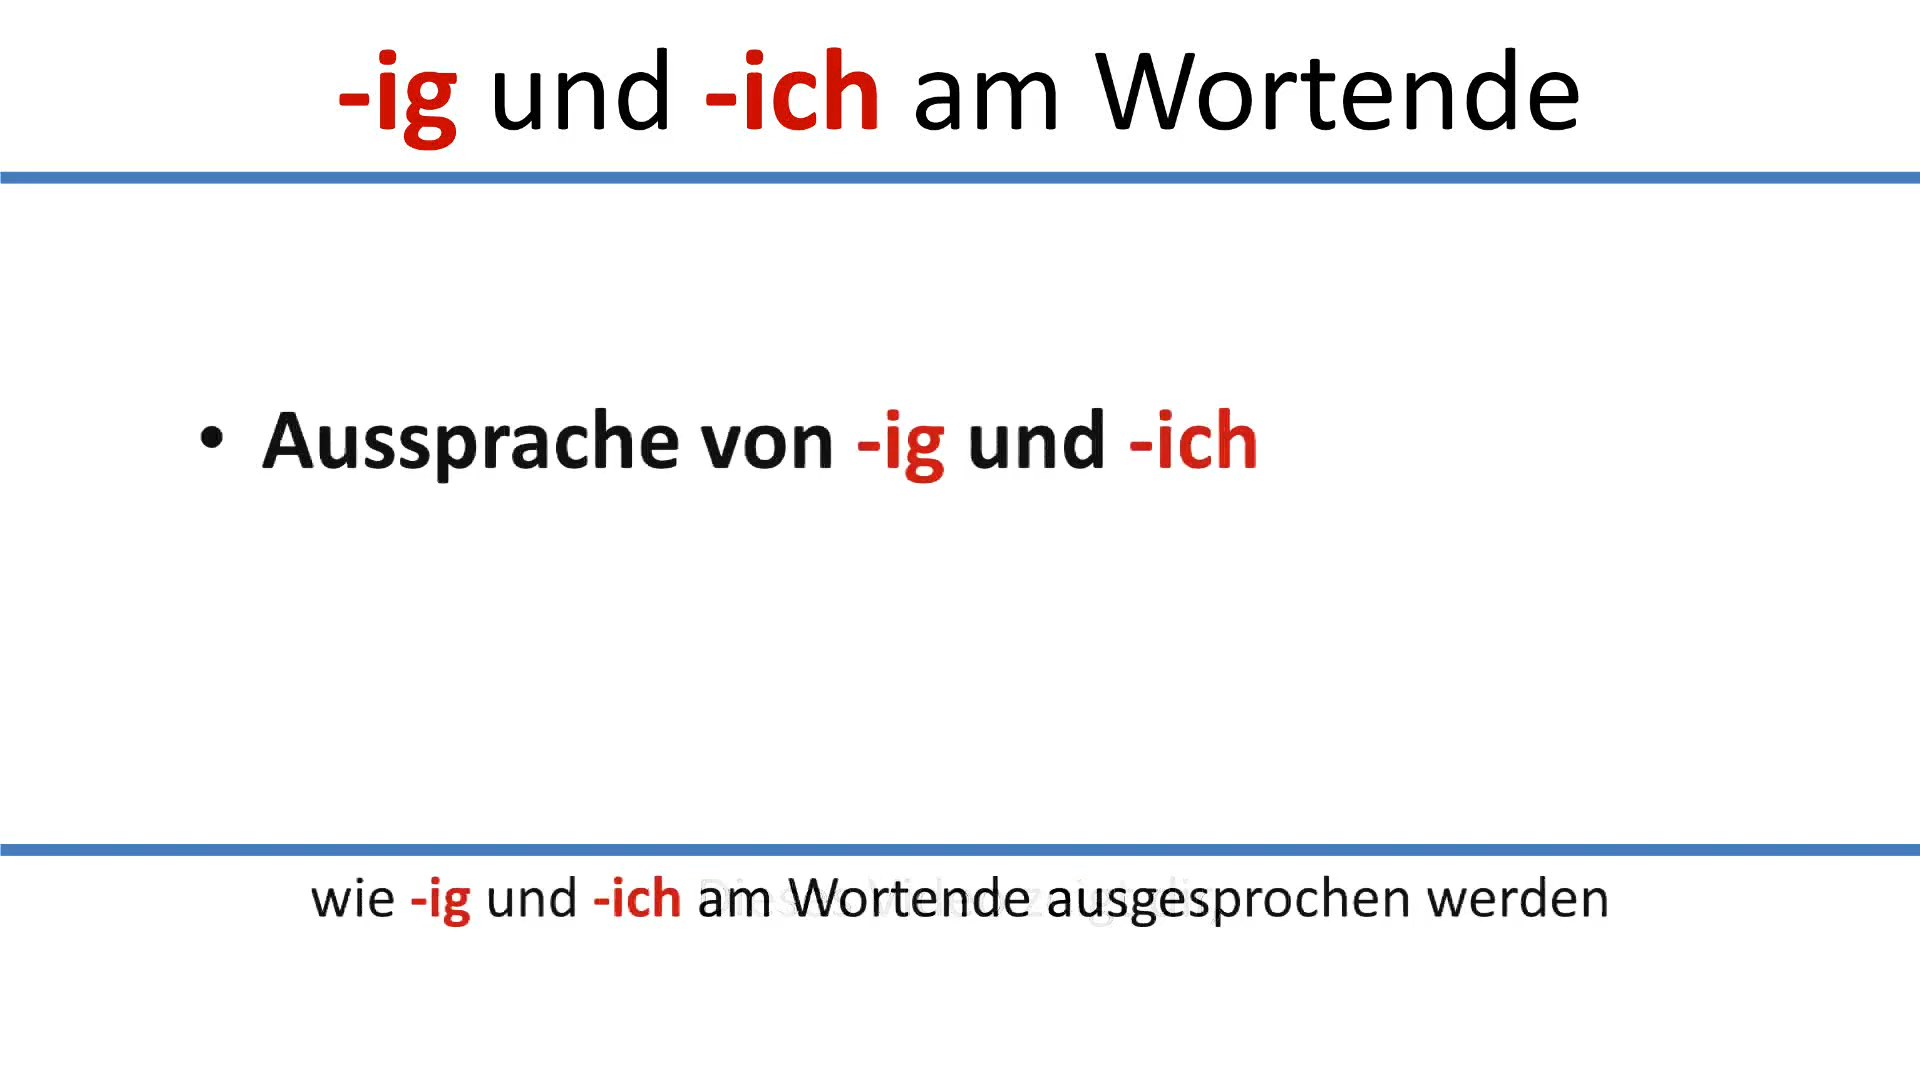 -ig und -ich am Wortende
• Aussprache von -ig und -ich
wie -ig und -ich am Wortende ausgesprochen werden